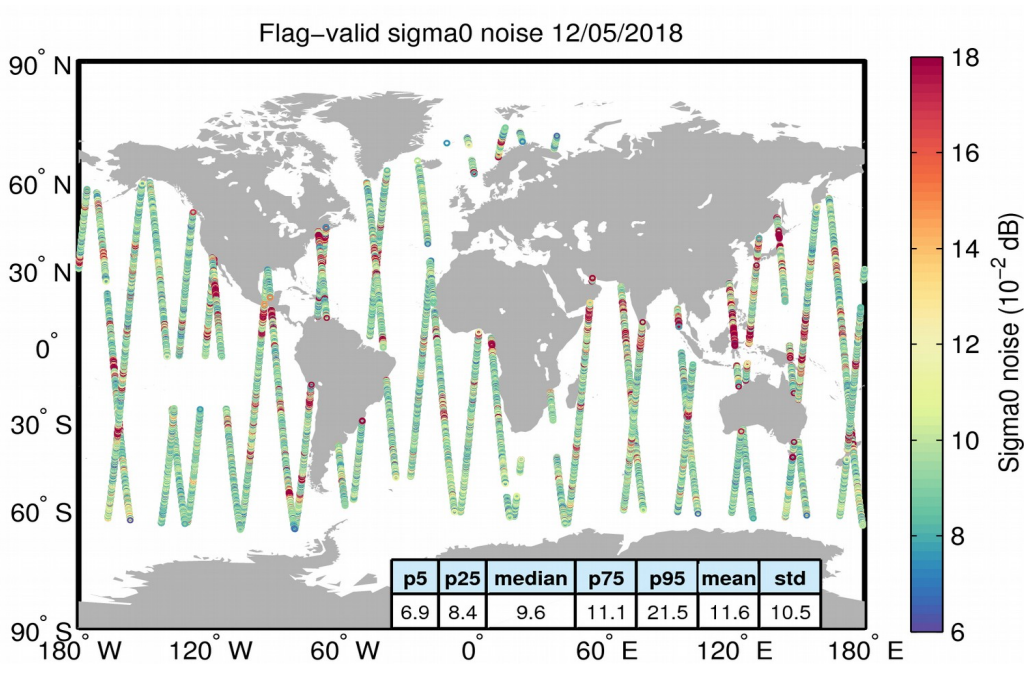 Flag−valid sigma0 noise 12/05/2018
90° N
60° N
30° N
0°
30° S
60° S
90° S
180° W
120° W
60° W
0°
60° E
120° E
180° E
p5 p25 median p75 p95 mean std
6.9 8.4 9.6 11.1 21.5 11.6 10.5
18
16
14
12
10
8
6
Sigma0 noise (10⁻² dB)